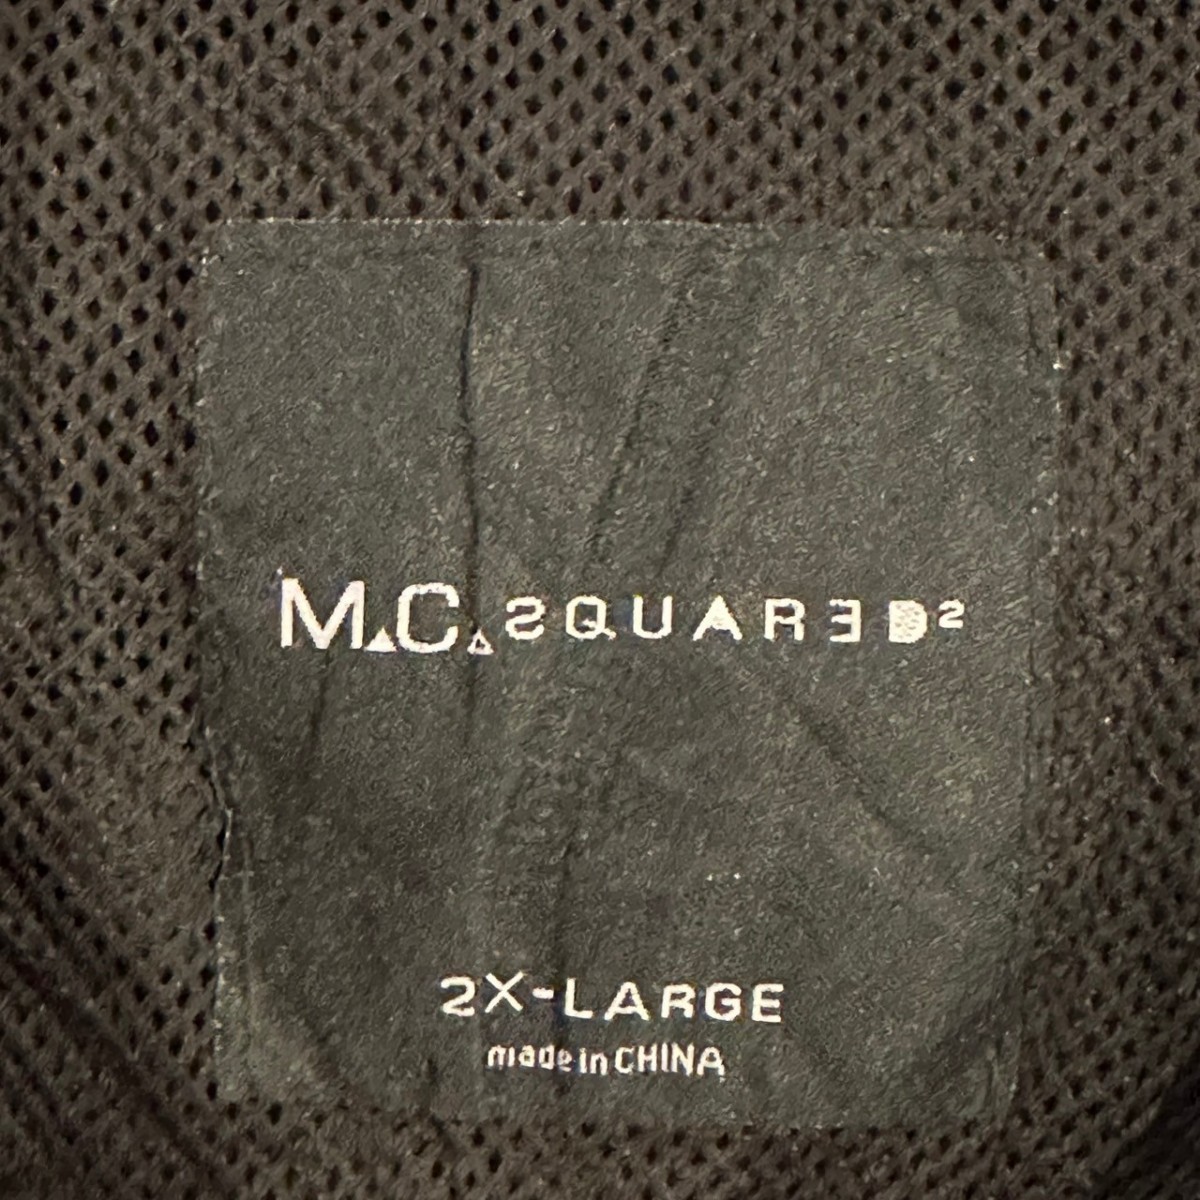 M.C. SQUARED²
2X-LARGE
made in CHINA